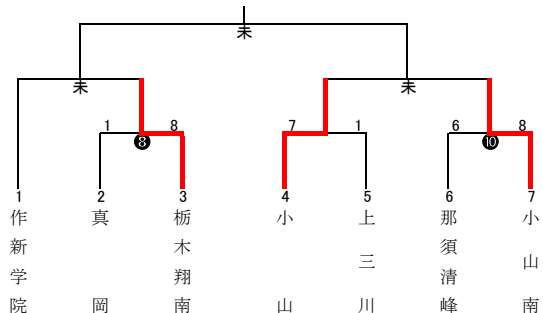 未
未 未
1 8 7 1 6 8
❽ ❿
1 2 3 4 5 6 7
作新学院
真岡
栃木翔南
小山
上三川
那須清峰
小山南